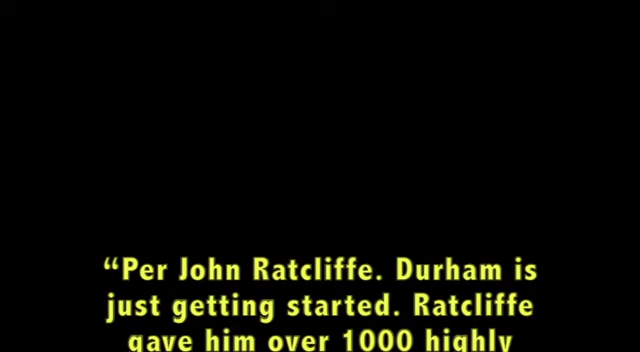 “Per John Ratcliffe. Durham is
just getting started. Ratcliffe
gave him over 1000 highly